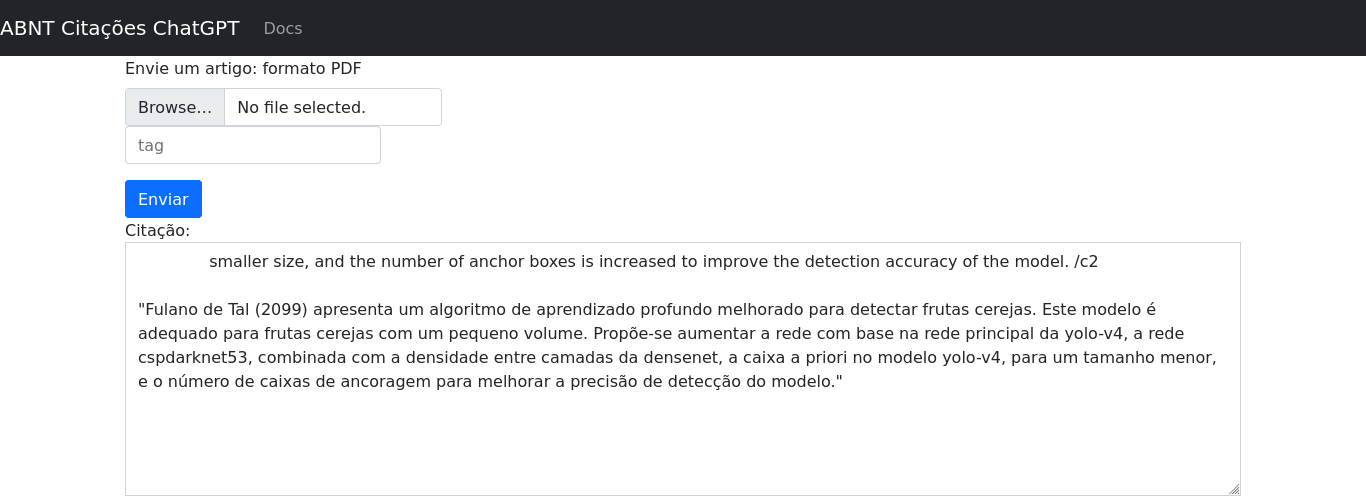 ABNT Citações ChatGPT Docs
Envie um artigo: formato PDF
Browse... No file selected.
tag
Enviar
Citação:
smaller size, and the number of anchor boxes is increased to improve the detection accuracy of the model. /c2
"Fulano de Tal (2099) apresenta um algoritmo de aprendizado profundo melhorado para detectar frutas cerejas. Este modelo é
adequado para frutas cerejas com um pequeno volume. Propõe-se aumentar a rede com base na rede principal da yolo-v4, a rede
cspdarknet53, combinada com a densidade entre camadas da densenet, a caixa a priori no modelo yolo-v4, para um tamanho menor,
e o número de caixas de ancoragem para melhorar a precisão de detecção do modelo."